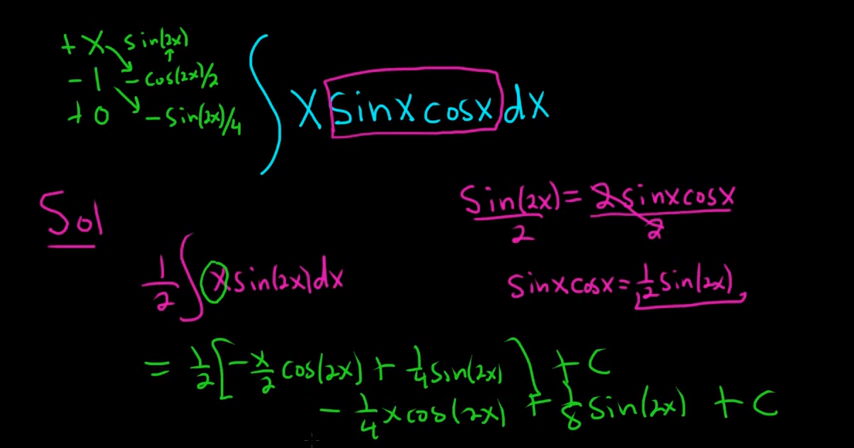 + x sin(2x)
- 1 - cos(2x)/2
+ 0 - sin(2x)/4
∫ x sinx cosx dx
Sol
sin(2x)/2 = 2sinxcosx/2
sinxcosx = 1/2 sin(2x)
1/2 ∫ x sin(2x) dx
= 1/2 [ - x/2 cos(2x) + 1/4 sin(2x) ] + C
- 1/4 x cos(2x) + 1/8 sin(2x) + C